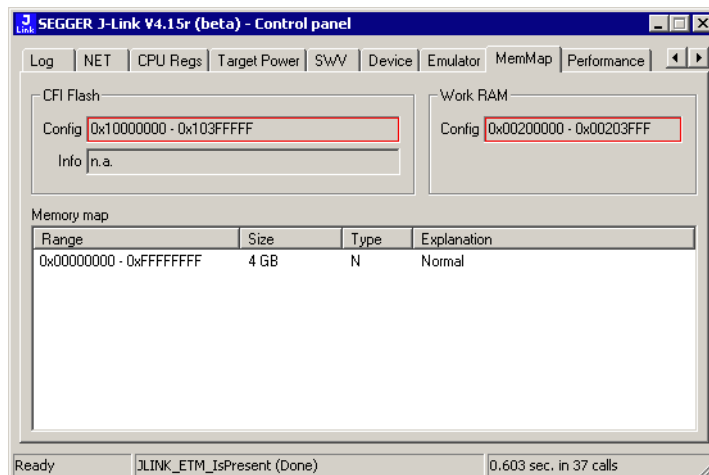 J Link SEGGER J-Link V4.15r (beta) - Control panel
Log NET CPU Regs Target Power SWV Device Emulator MemMap Performance
CFI Flash
Config 0x10000000 - 0x103FFFFF
Info n.a.
Work RAM
Config 0x00200000 - 0x00203FFF
Memory map
Range Size Type Explanation
0x00000000 - 0xFFFFFFFF 4 GB N Normal
Ready JLINK_ETM_IsPresent (Done) 0.603 sec. in 37 calls